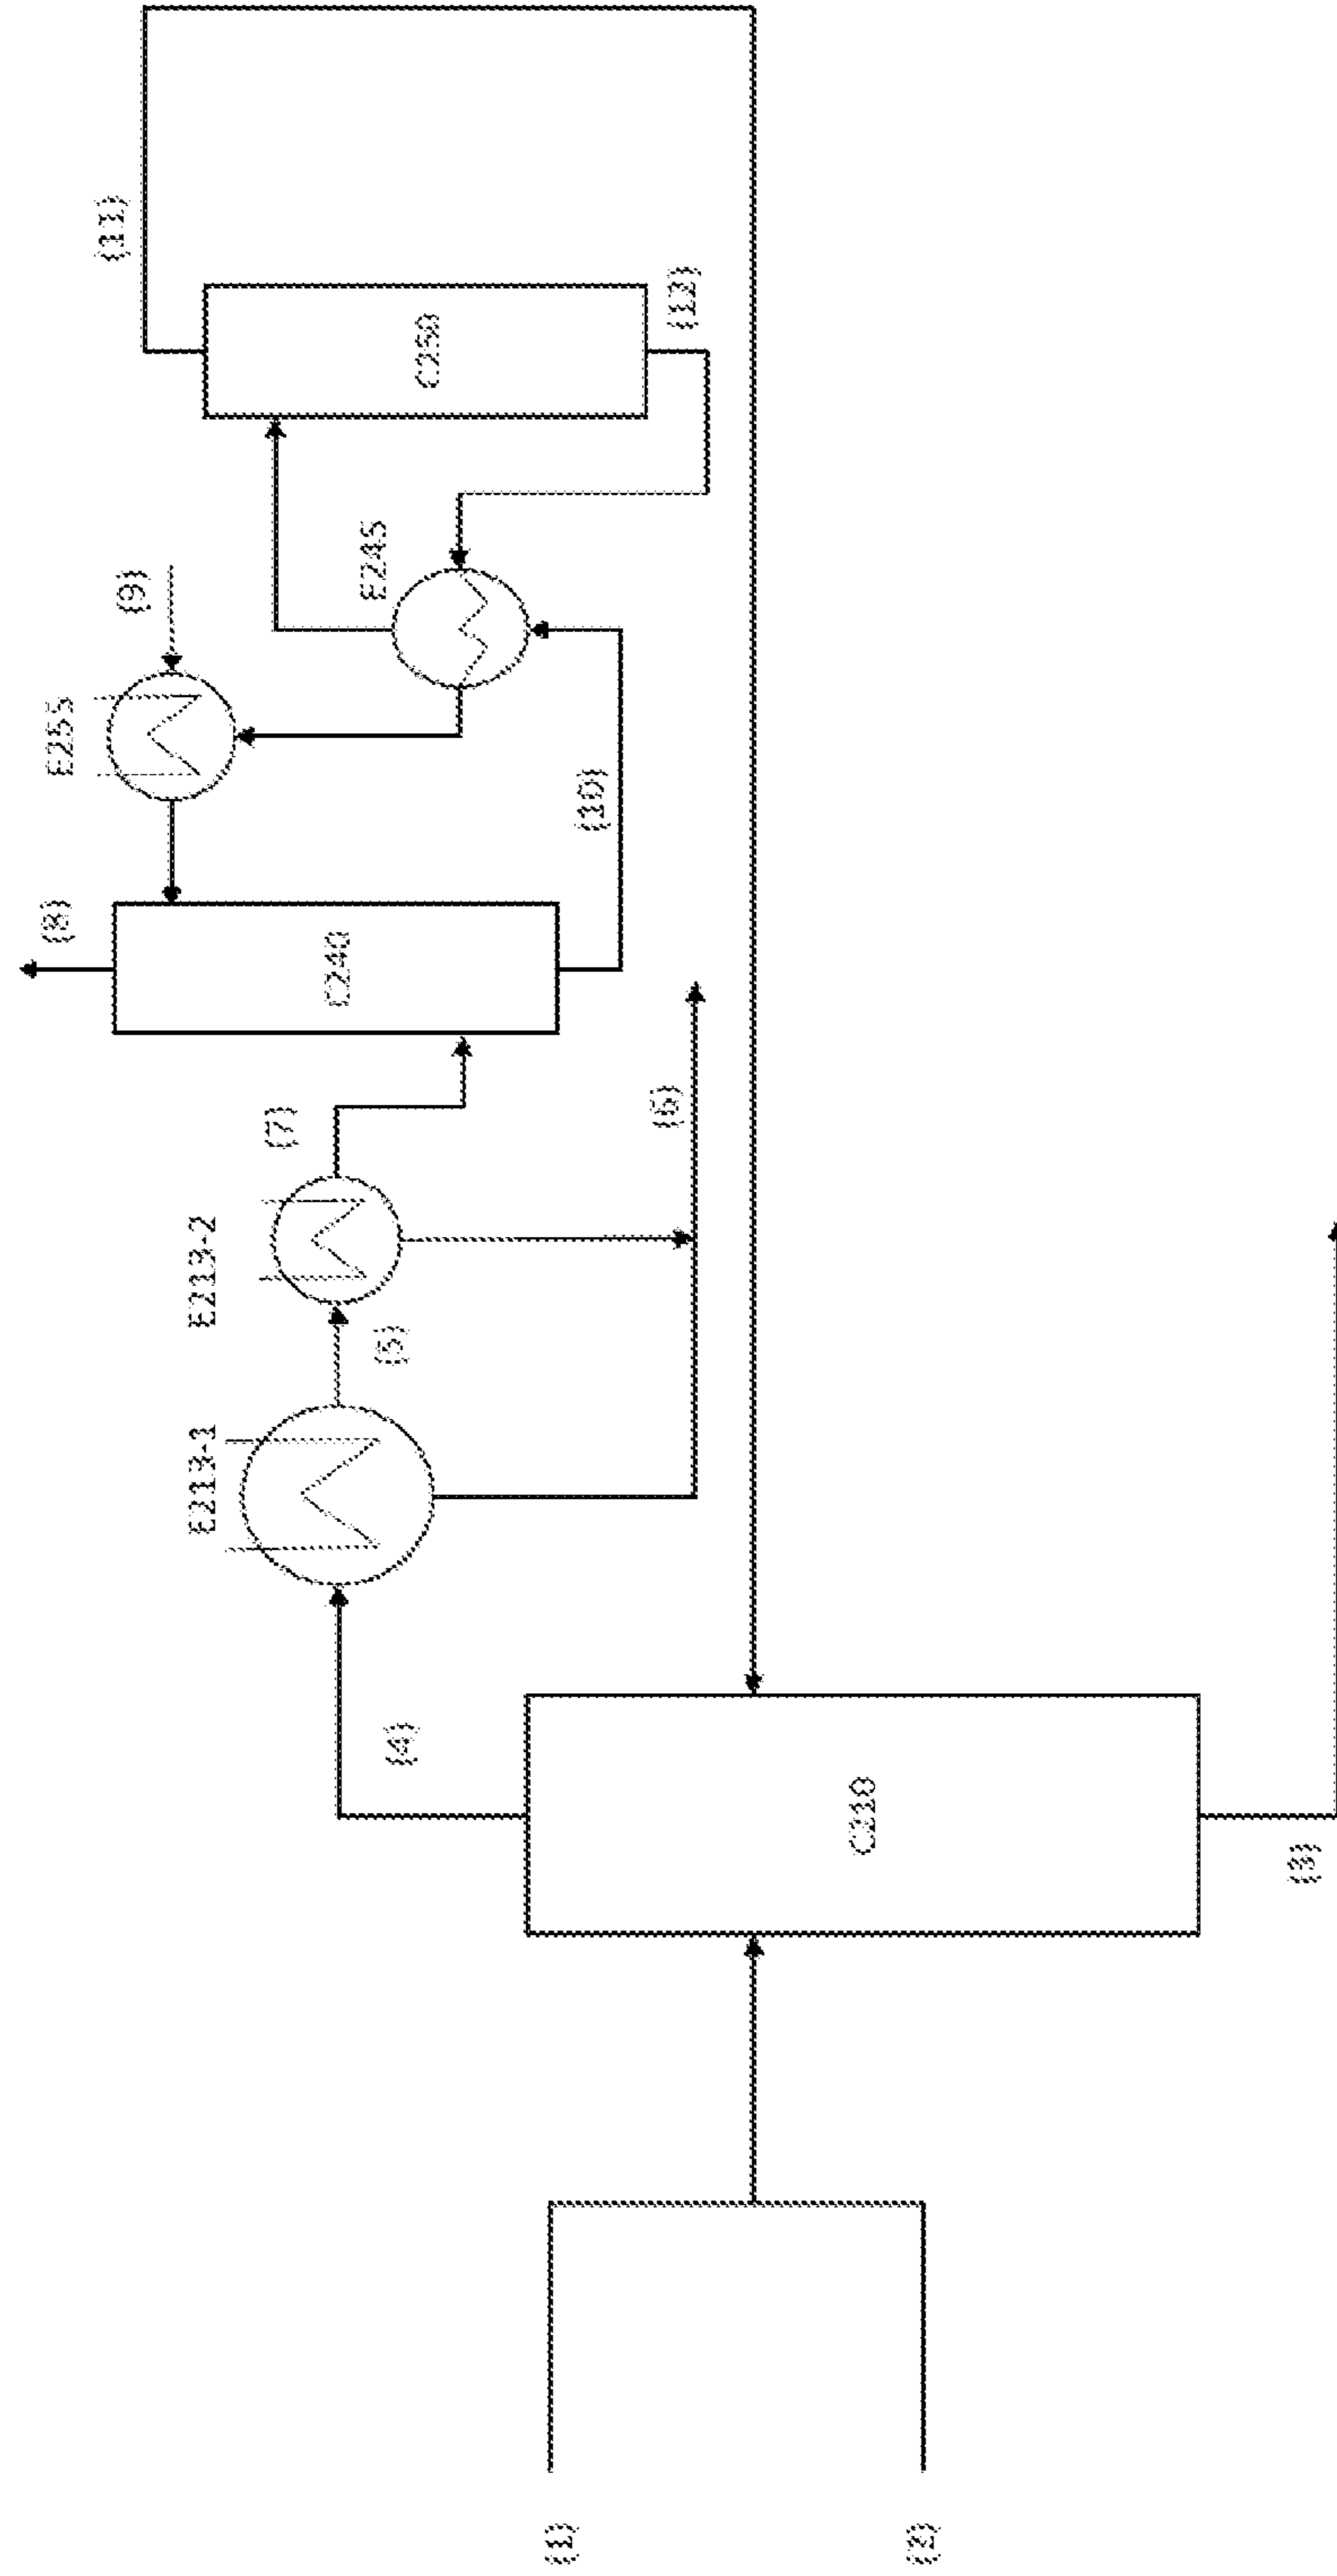 (1)
(2)
C210
(3)
(4)
E213-1
(5)
E213-2
(6)
(7)
C240
(8)
E255
(9)
(10)
E245
C250
(11)
(12)